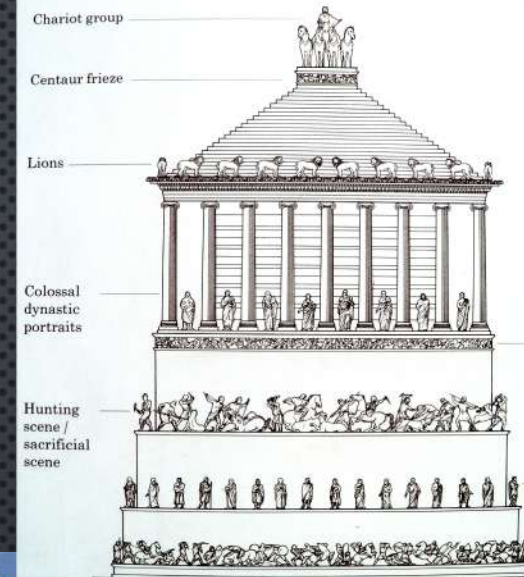 Chariot group
Centaur frieze
Lions
Colossal
dynastic
portraits
Hunting
scene /
sacrificial
scene